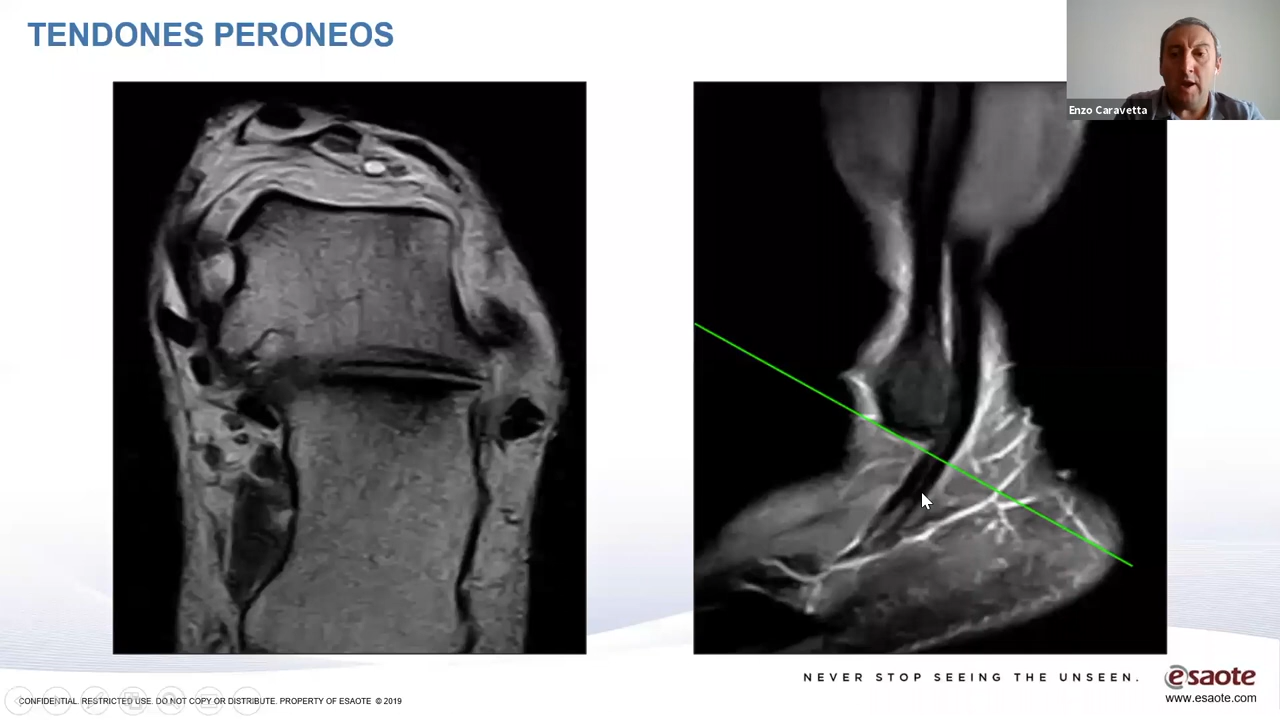 TENDONES PERONEOS
Enzo Caravetta
NEVER STOP SEEING THE UNSEEN.
esaote
www.esaote.com
CONFIDENTIAL. RESTRICTED USE. DO NOT COPY OR DISTRIBUTE. PROPERTY OF ESAOTE © 2019